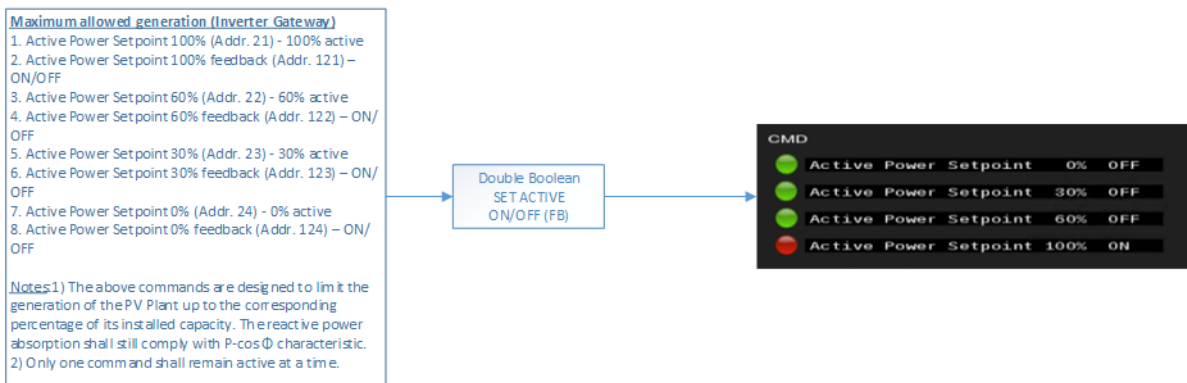 Maximum allowed generation (Inverter Gateway)
1. Active Power Setpoint 100% (Addr. 21) - 100% active
2. Active Power Setpoint 100% feedback (Addr. 121) –
ON/OFF
3. Active Power Setpoint 60% (Addr. 22) - 60% active
4. Active Power Setpoint 60% feedback (Addr. 122) – ON/
OFF
5. Active Power Setpoint 30% (Addr. 23) - 30% active
6. Active Power Setpoint 30% feedback (Addr. 123) – ON/
OFF
7. Active Power Setpoint 0% (Addr. 24) - 0% active
8. Active Power Setpoint 0% feedback (Addr. 124) – ON/
OFF
Notes:1) The above commands are designed to limit the
generation of the PV Plant up to the corresponding
percentage of its installed capacity. The reactive power
absorption shall still comply with P-cosΦ characteristic.
2) Only one command shall remain active at a time.
Double Boolean
SET ACTIVE
ON/OFF (FB)
CMD
Active Power Setpoint 0% OFF
Active Power Setpoint 30% OFF
Active Power Setpoint 60% OFF
Active Power Setpoint 100% ON